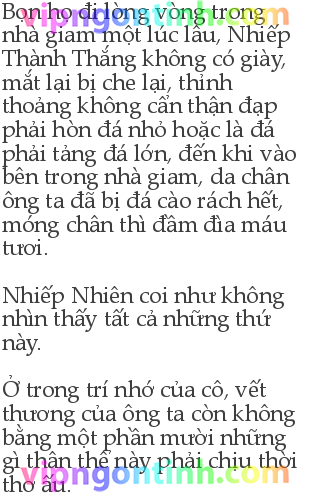 Bọn họ đi lòng vòng trong
nhà giam một lúc lâu, Nhiếp
Thành Thắng không có giày,
mắt lại bị che lại, thỉnh
thoảng không cẩn thận đạp
phải hòn đá nhỏ hoặc là đá
phải tảng đá lớn, đến khi vào
bên trong nhà giam, da chân
ông ta đã bị đá cào rách hết,
móng chân thì đầm đìa máu
tươi.
Nhiếp Nhiên coi như không
nhìn thấy tất cả những thứ
này.
Ở trong trí nhớ của cô, vết
thương của ông ta còn không
bằng một phần mười những
gì thân thể này phải chịu thời
thơ ấu.
vipngontinh.com
vipngontinh.com